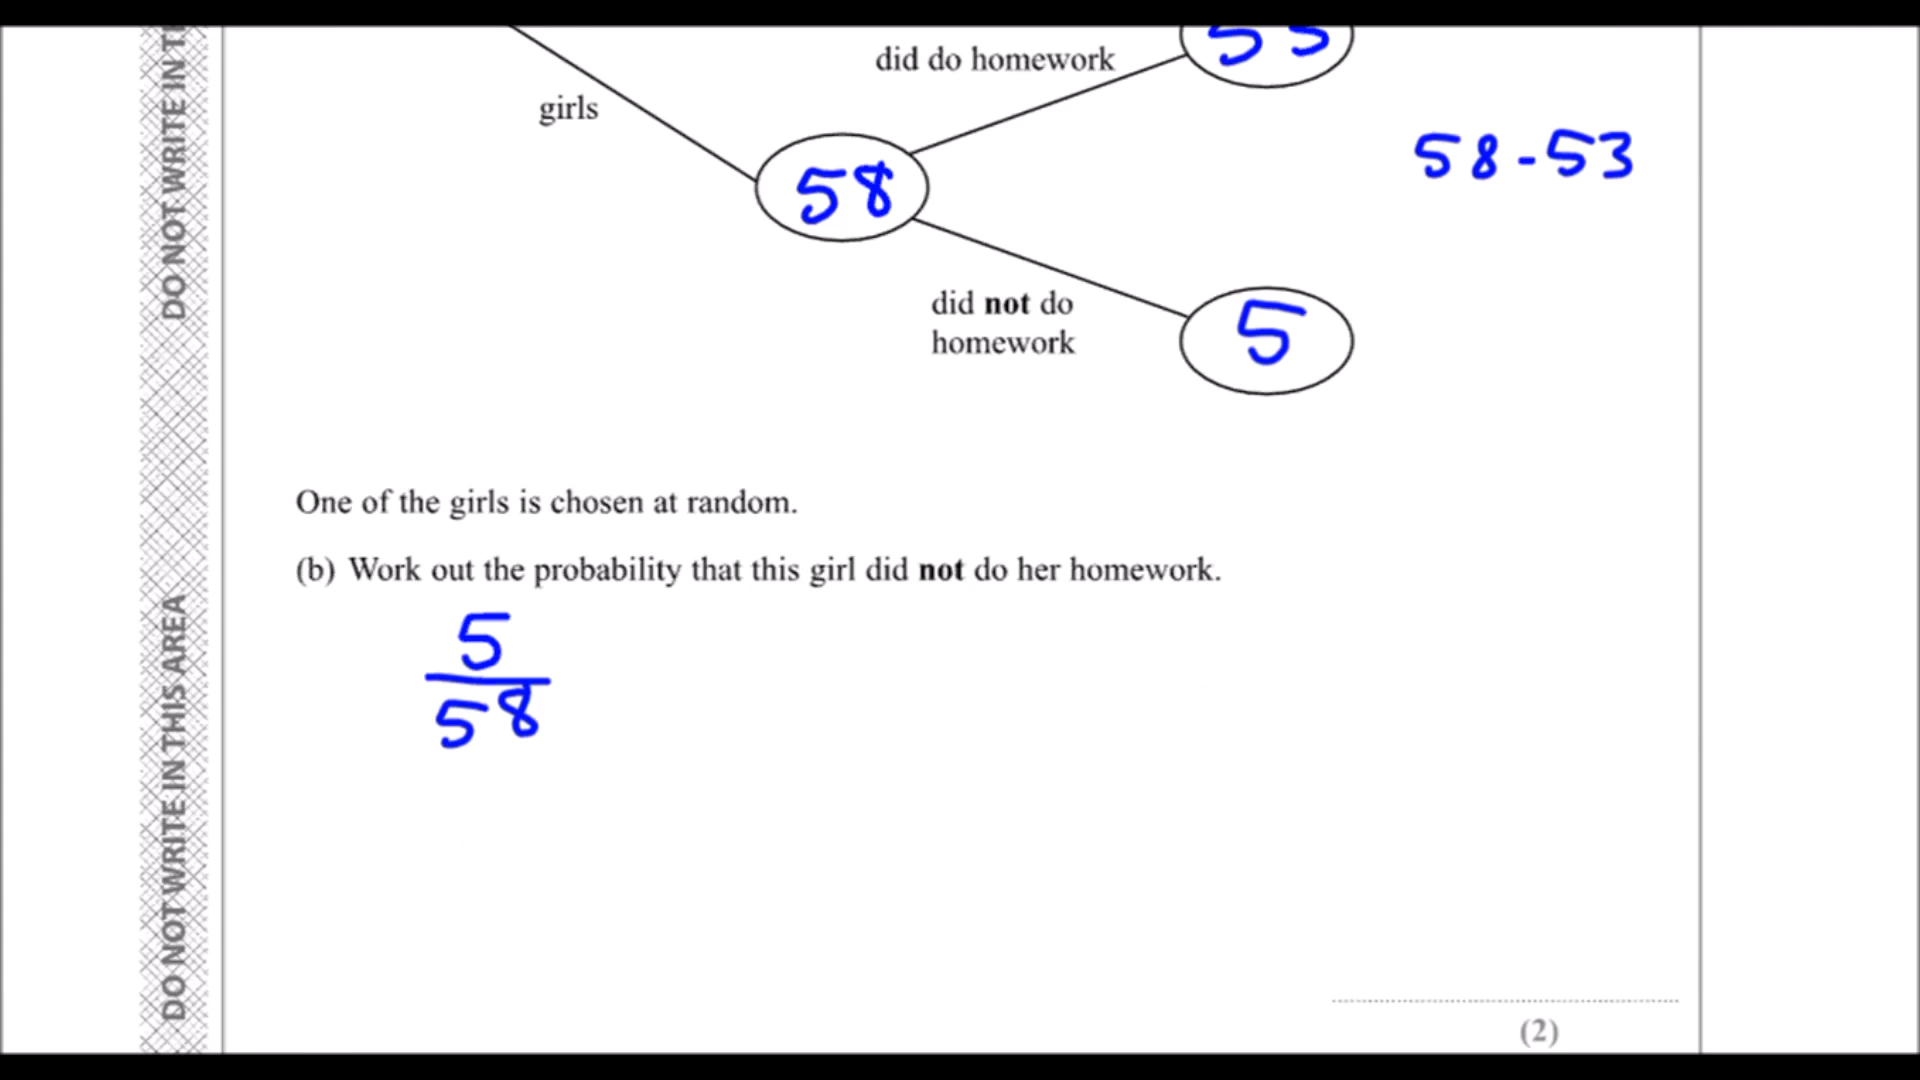 DO NOT WRITE IN TH
did do homework
53
girls
58 - 53
58
did not do
homework
5
One of the girls is chosen at random.
(b) Work out the probability that this girl did not do her homework.
5
58
DO NOT WRITE IN THIS AREA
(2)